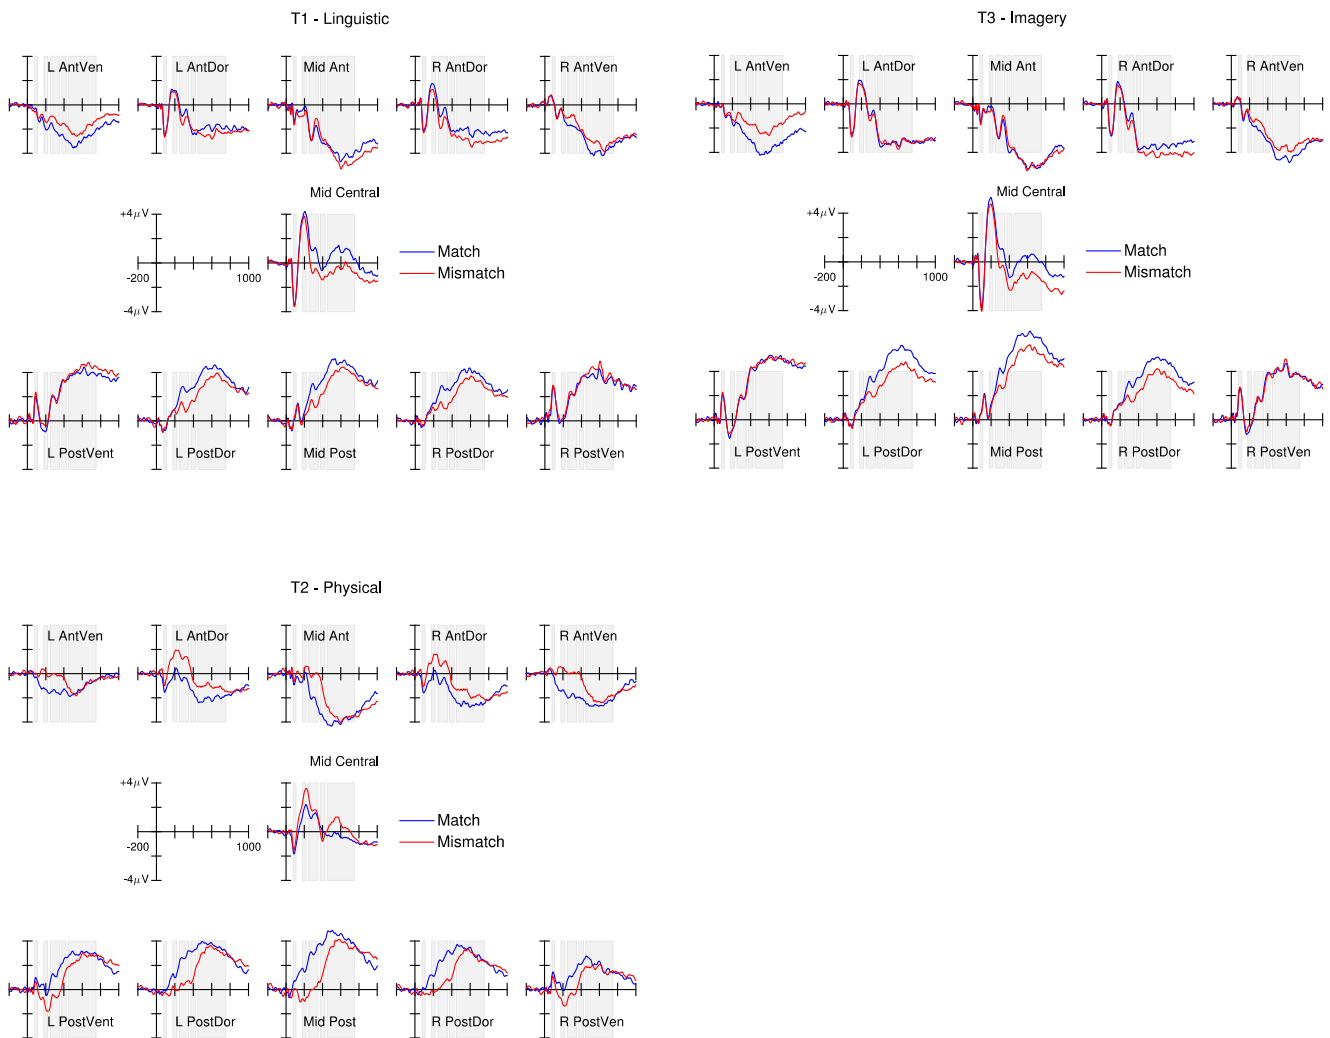 T1 - Linguistic
L AntVen
L AntDor
Mid Ant
R AntDor
R AntVen
Mid Central
+4μV
-200
1000
-4μV
Match
Mismatch
L PostVent
L PostDor
Mid Post
R PostDor
R PostVen
T3 - Imagery
L AntVen
L AntDor
Mid Ant
R AntDor
R AntVen
Mid Central
+4μV
-200
1000
-4μV
Match
Mismatch
L PostVent
L PostDor
Mid Post
R PostDor
R PostVen
T2 - Physical
L AntVen
L AntDor
Mid Ant
R AntDor
R AntVen
Mid Central
+4μV
-200
1000
-4μV
Match
Mismatch
L PostVent
L PostDor
Mid Post
R PostDor
R PostVen